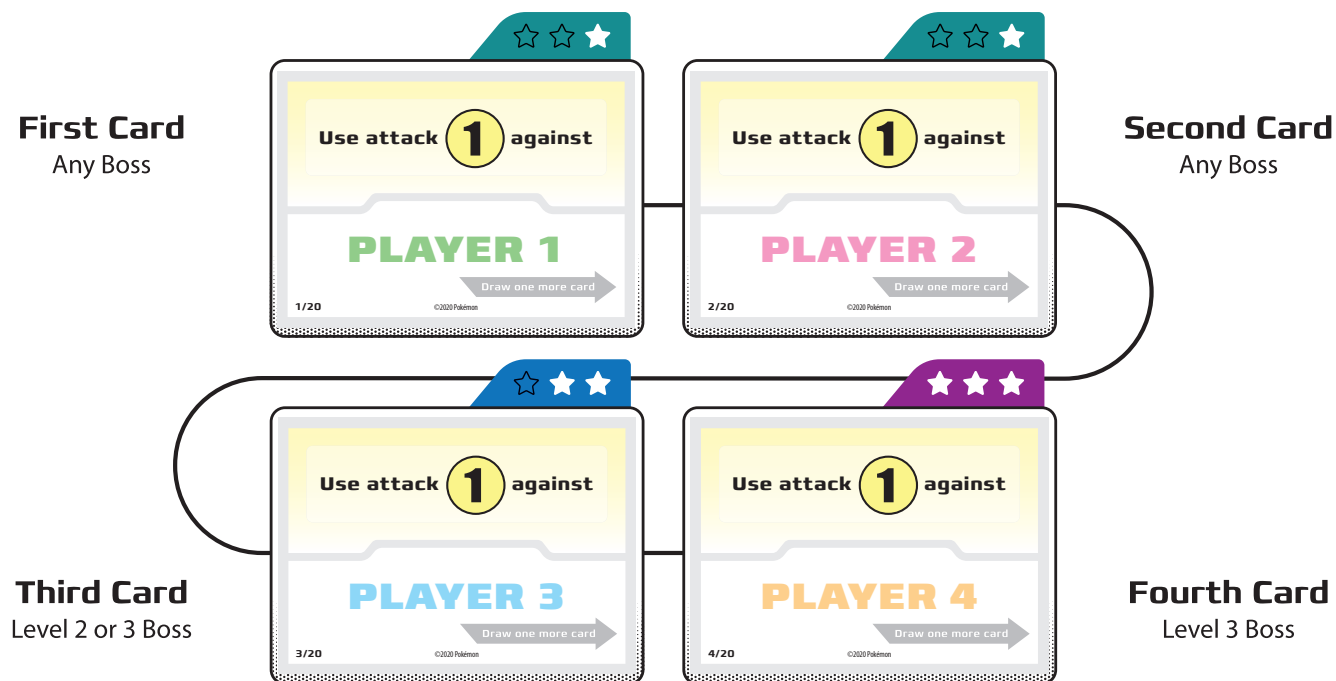 First Card
Any Boss
Use attack 1 against
PLAYER 1
Draw one more card
1/20
©2020 Pokémon
Use attack 1 against
PLAYER 2
Draw one more card
2/20
©2020 Pokémon
Second Card
Any Boss
Third Card
Level 2 or 3 Boss
Use attack 1 against
PLAYER 3
Draw one more card
3/20
©2020 Pokémon
Use attack 1 against
PLAYER 4
Draw one more card
4/20
©2020 Pokémon
Fourth Card
Level 3 Boss